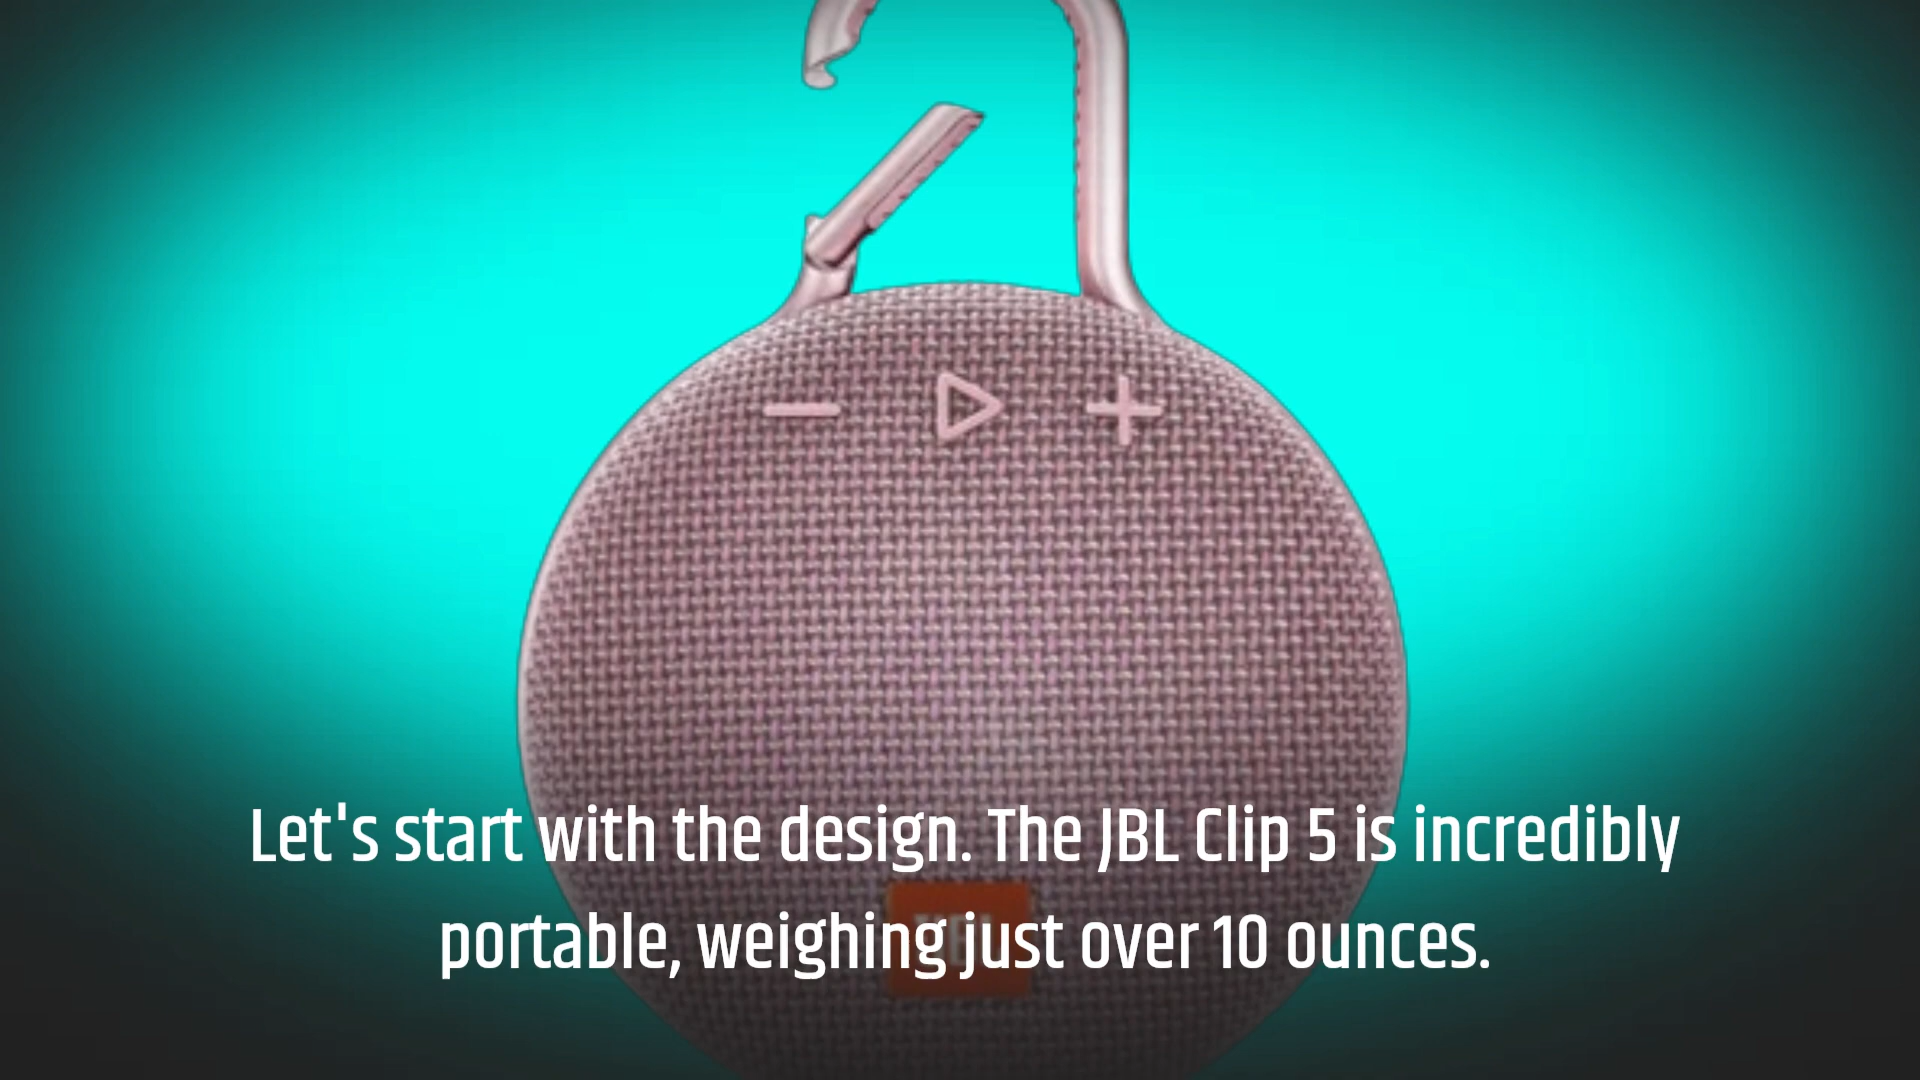 Let's start with the design. The JBL Clip 5 is incredibly
portable, weighing just over 10 ounces.